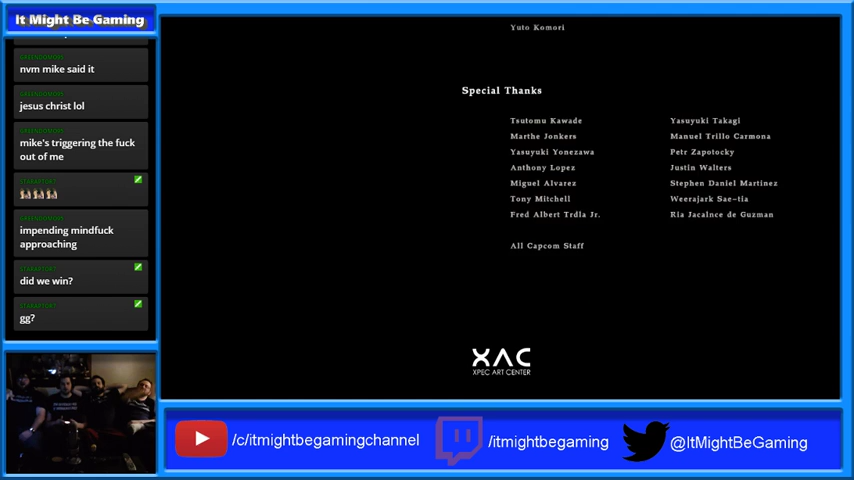 It Might Be Gaming
nvm mike said it
jesus christ lol
mike's triggering the fuck
out of me
impending mindfuck
approaching
did we win?
gg?
Yuto Komori
Special Thanks
Tsutomu Kawade
Yasuyuki Takagi
Marthe Jonkers
Manuel Trillo Carmona
Yasuyuki Yonezawa
Petr Zapotocky
Anthony Lopez
Justin Walters
Miguel Alvarez
Stephen Daniel Martinez
Tony Mitchell
Weerajark Sae-tia
Fred Albert Trdla Jr.
Ria Jacalnce de Guzman
All Capcom Staff
XAC
XPEC ART CENTER
/c/itmightbegamingchannel
/itmightbegaming
@ItMightBeGaming